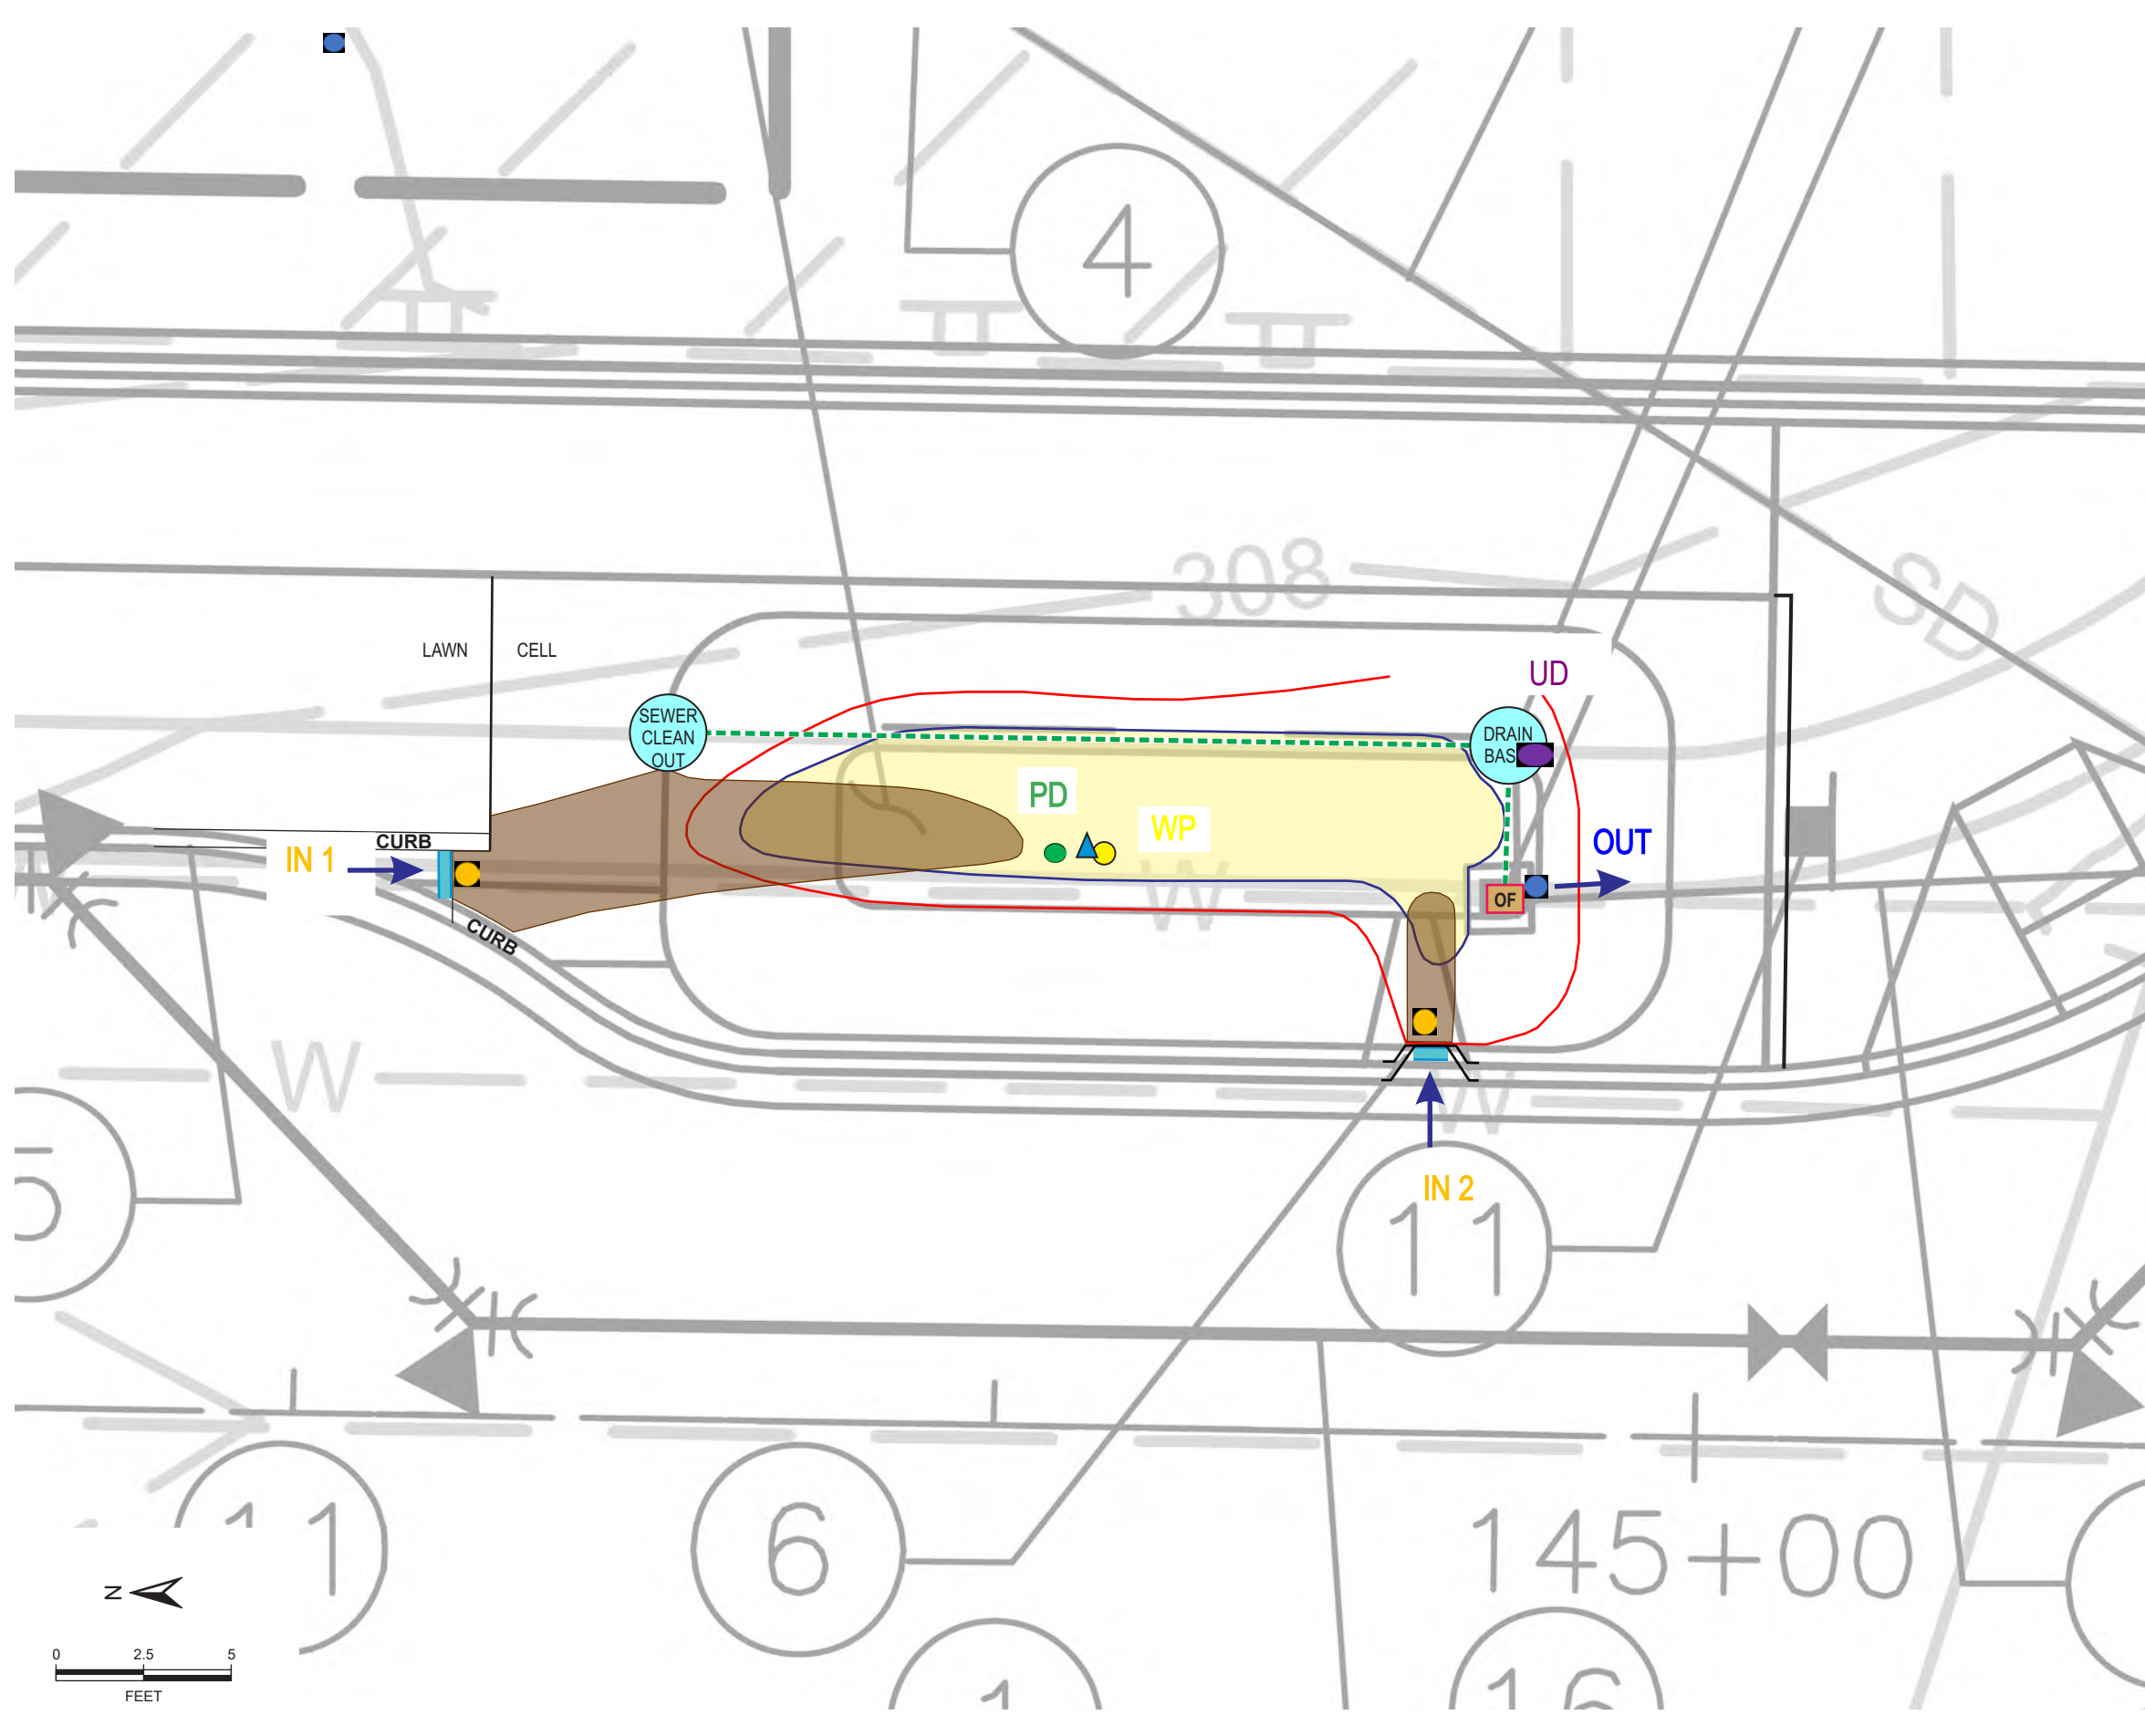 4
308
SD
LAWN
CELL
UD
SEWER
CLEAN
OUT
DRAIN
BAS
PD
WP
CURB
IN 1
OUT
W
OF
CURB
W
W
5
IN 2
11
11
6
145+00
N
0 2.5 5
FEET
1
16